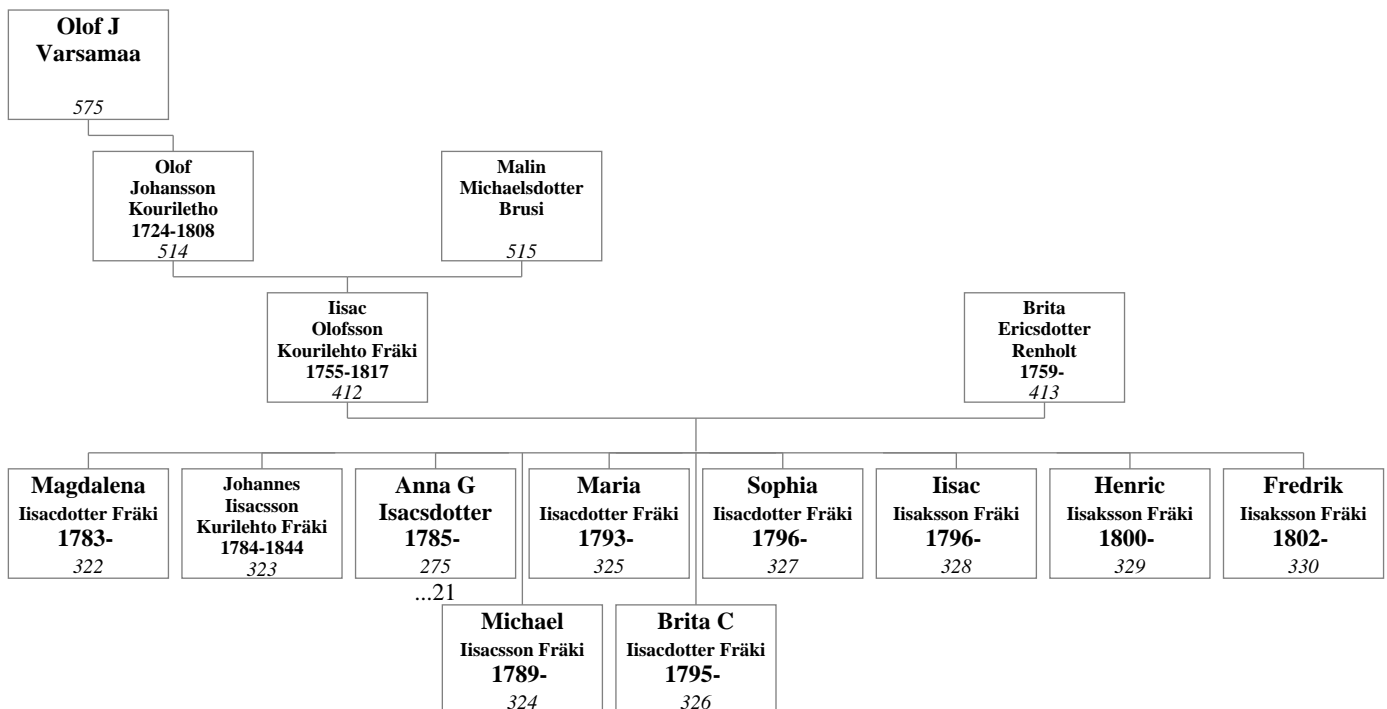 Olof J
Varsamaa
575
Olof
Johansson
Kouriletho
1724-1808
514
Malin
Michaelsdotter
Brusi
515
Iisac
Olofsson
Kourilehto Fräki
1755-1817
412
Brita
Ericsdotter
Renholt
1759-
413
Magdalena
Iisacdotter Fräki
1783-
322
Johannes
Iisacsson
Kurilehto Fräki
1784-1844
323
Anna G
Isacsdotter
1785-
275
...21
Maria
Iisacdotter Fräki
1793-
325
Sophia
Iisacdotter Fräki
1796-
327
Iisac
Iisaksson Fräki
1796-
328
Henric
Iisaksson Fräki
1800-
329
Fredrik
Iisaksson Fräki
1802-
330
Michael
Iisacsson Fräki
1789-
324
Brita C
Iisacdotter Fräki
1795-
326